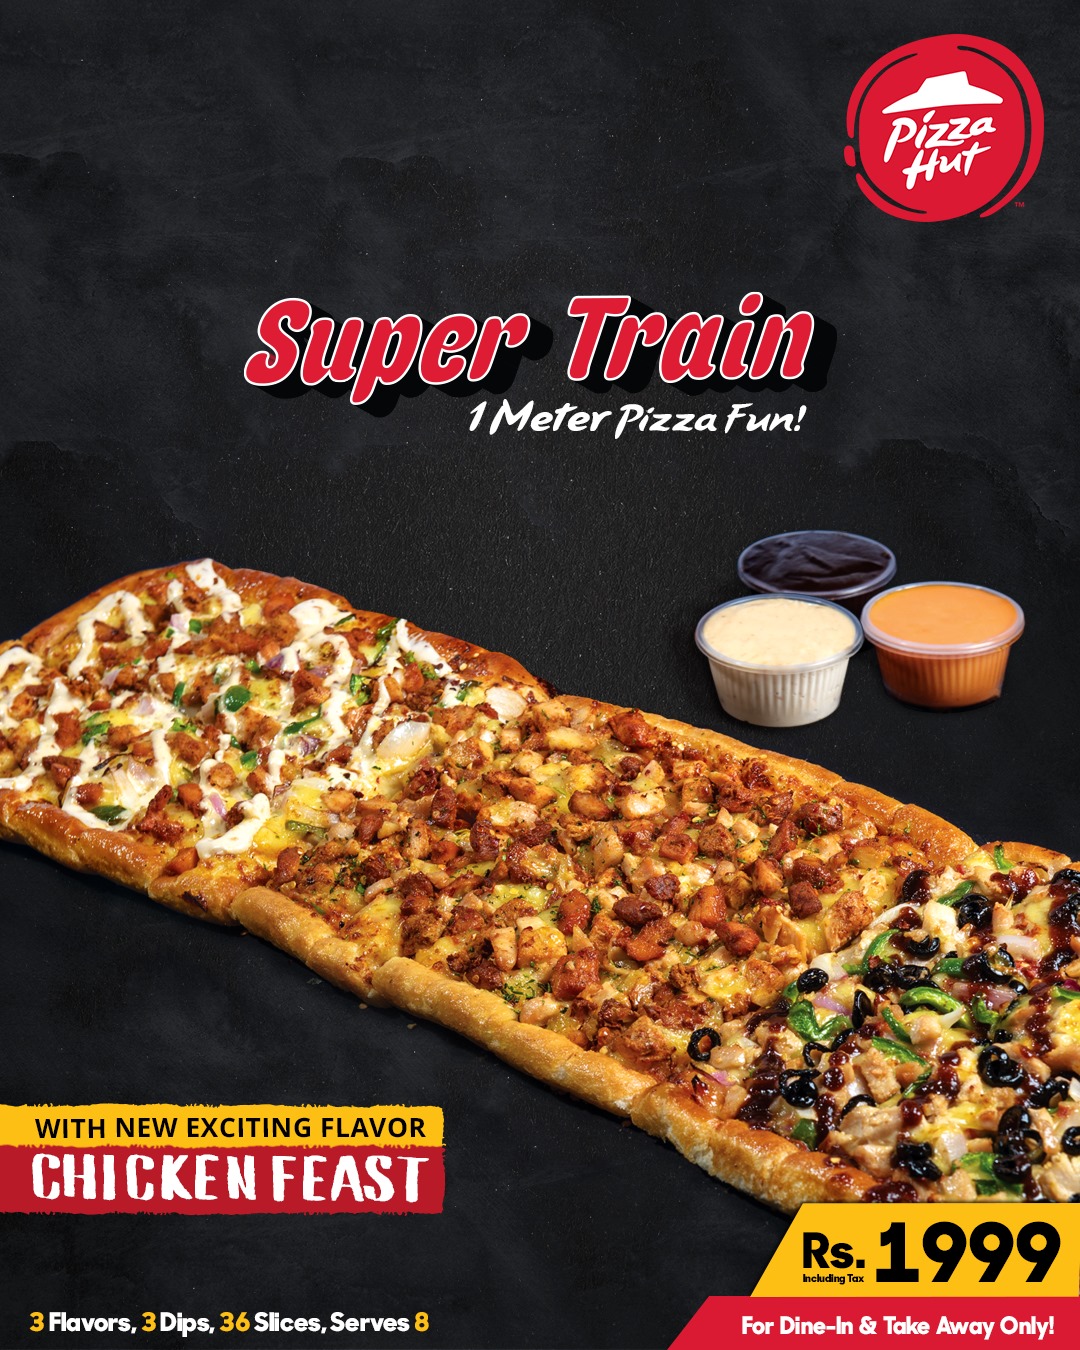 Pizza
Hut
TM
Super Train
1 Meter Pizza Fun!
WITH NEW EXCITING FLAVOR
CHICKEN FEAST
Rs. 1999
Including Tax
3 Flavors, 3 Dips, 36 Slices, Serves 8
For Dine-In & Take Away Only!